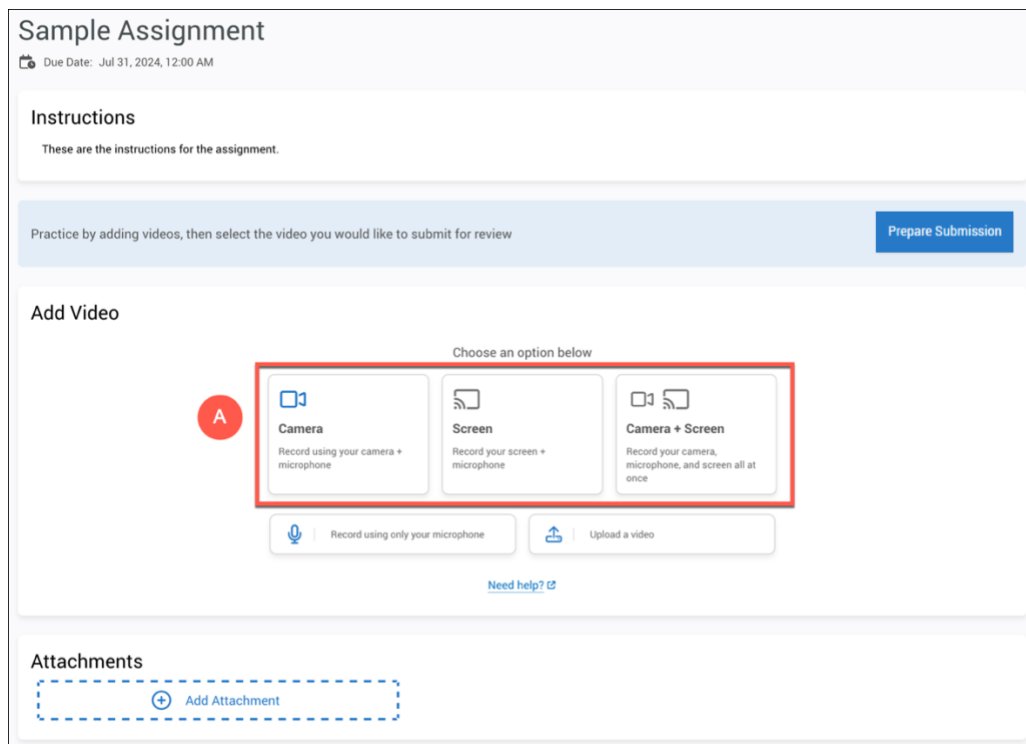 Sample Assignment
Due Date: Jul 31, 2024, 12:00 AM
Instructions
These are the instructions for the assignment.
Practice by adding videos, then select the video you would like to submit for review
Prepare Submission
Add Video
Choose an option below
A
Camera
Record using your camera +
microphone
Screen
Record your screen +
microphone
Camera + Screen
Record your camera,
microphone, and screen all at
once
Record using only your microphone
Upload a video
Need help?
Attachments
Add Attachment